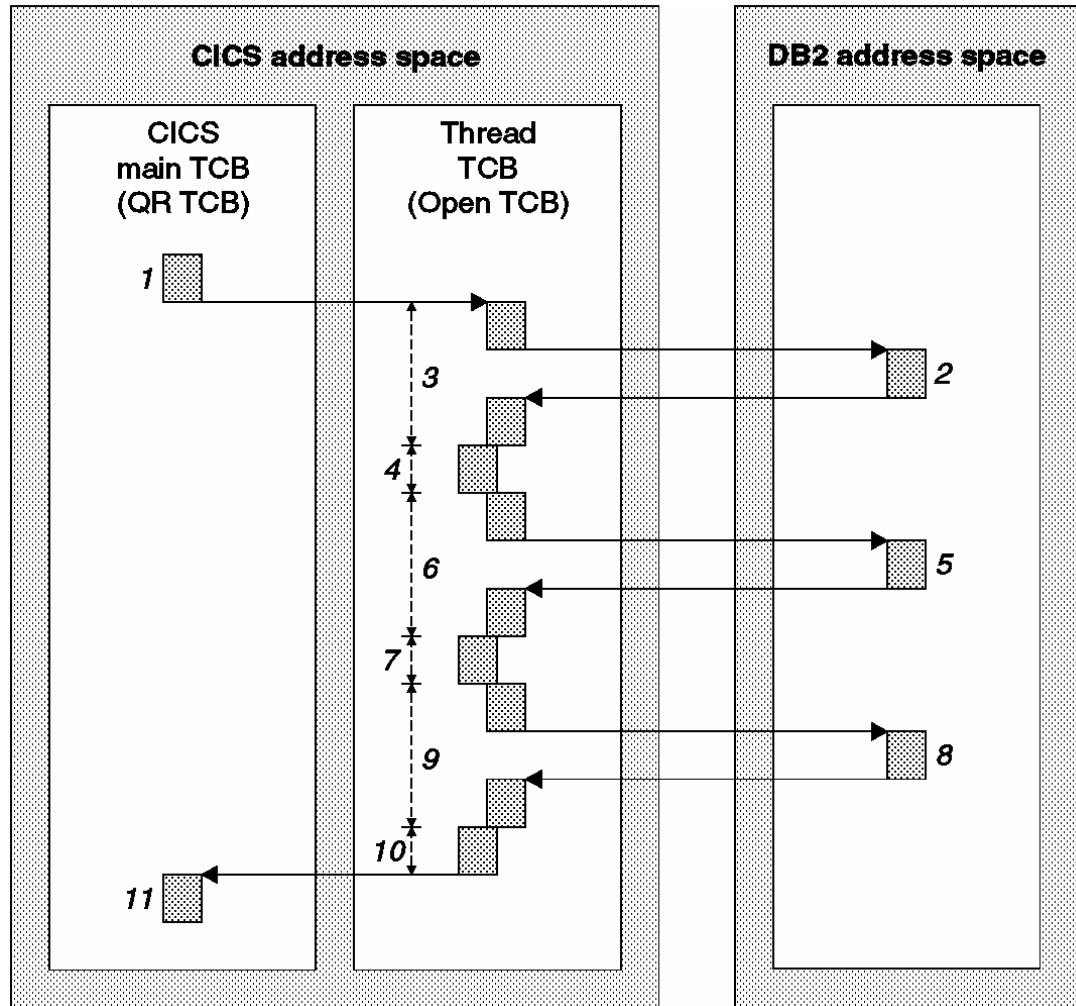 CICS address space
DB2 address space
CICS
main TCB
(QR TCB)
Thread
TCB
(Open TCB)
1
3
2
4
6
5
7
9
8
10
11